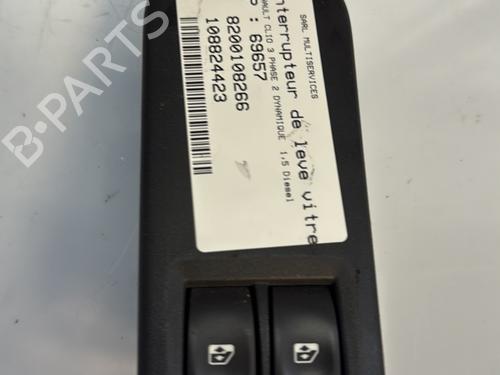 SARL MULTISERVICES
nterrupteur de leve vitre
AULT CLIO 3 PHASE 2 DYNAMIQUE 1,5 Diesel
: 69657
8200108266
108824423
B-PARTS